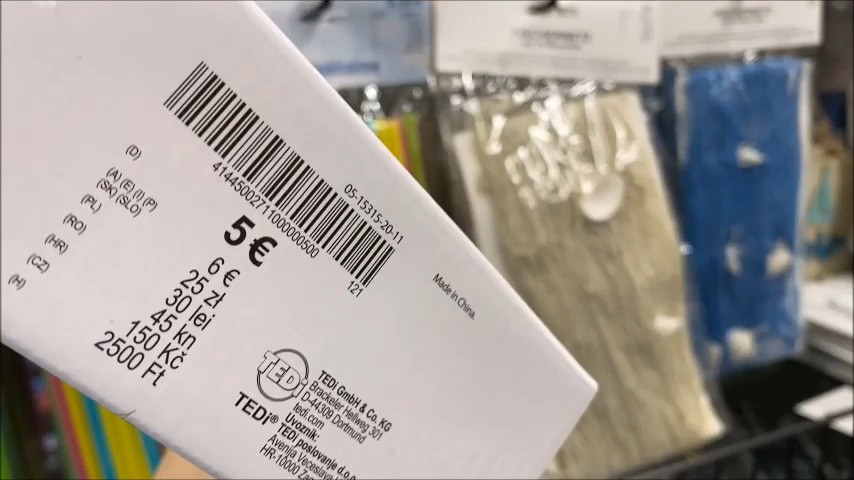 4144500271100000500
05-15315-20-11
121
(D) 5€
(A) (E) (I) (P)
(SK) (SLO) 6 €
(PL) 25 zł
(RO) 30 lei
(HR) 45 kn
(CZ) 150 Kč
(H) 2500 Ft
Made in China.
TEDi
TEDi®
TEDi GmbH & Co. KG
Brackeler Hellweg 301
D-44309 Dortmund
tedi.com
Uvoznik:
TEDi poslovanje d.o.o.
Avenija Veceslava
HR-10000